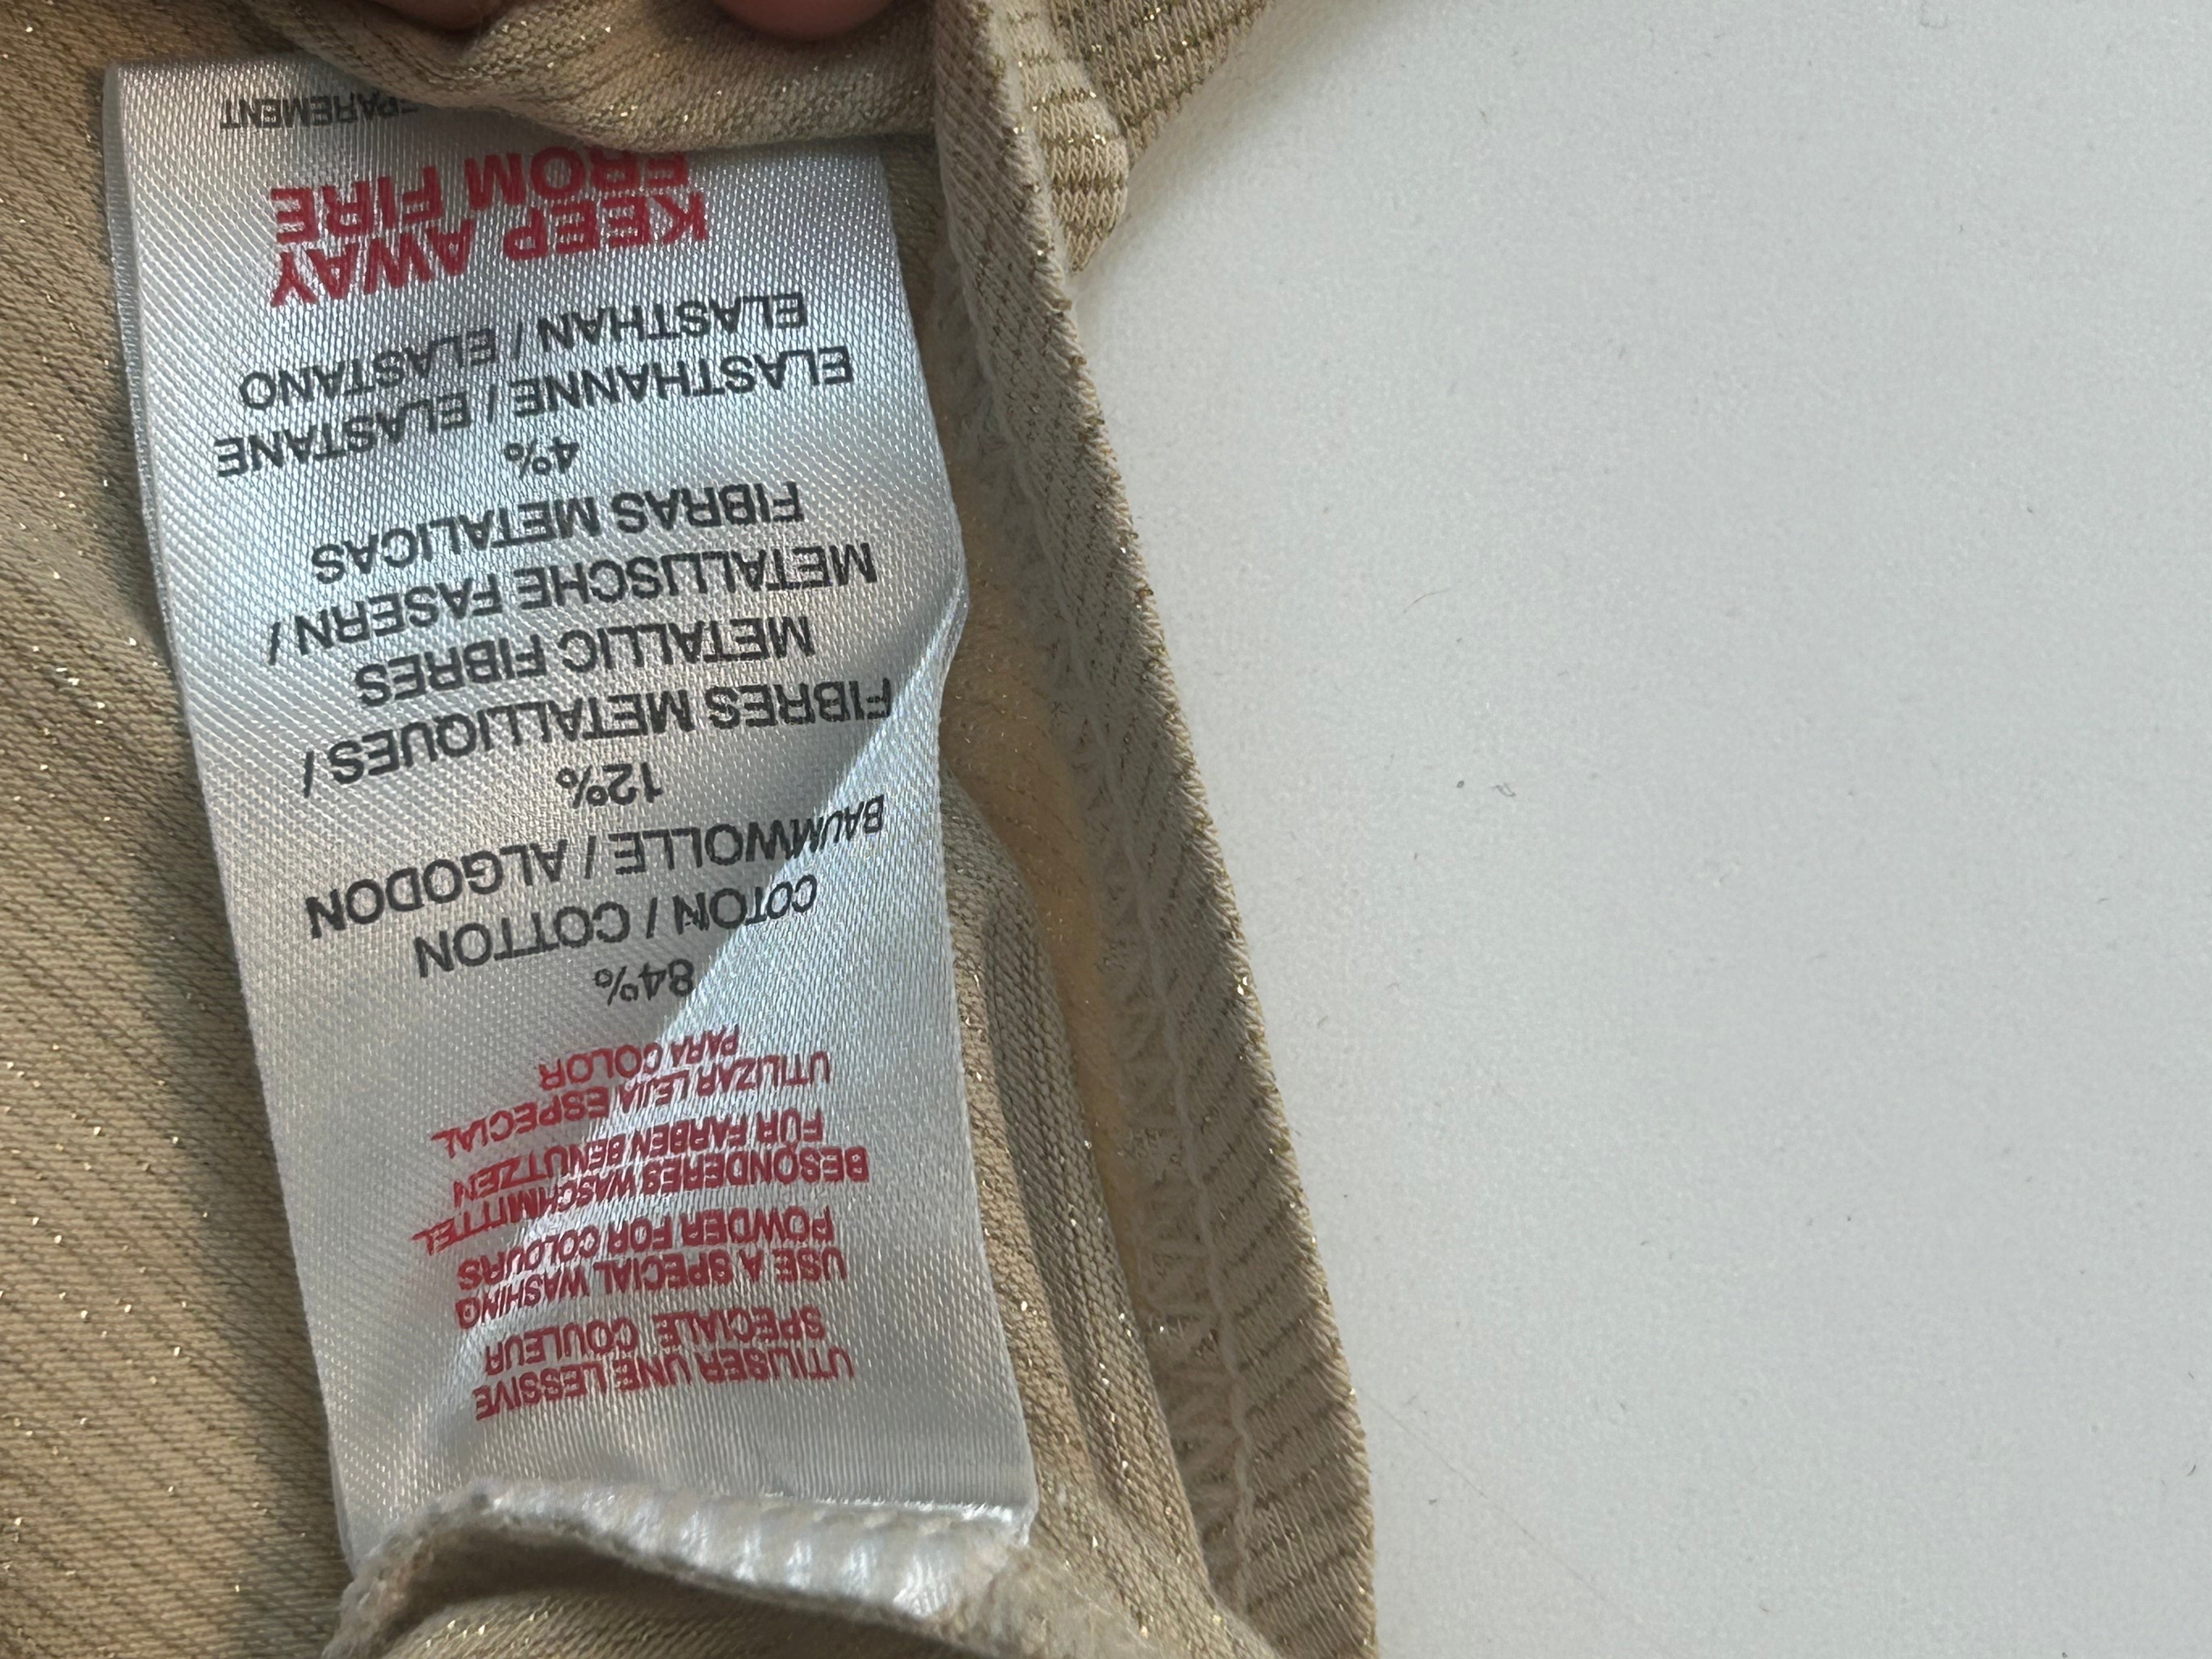 UTILISER UNE LESSIVE
SPECIALE COULEUR
USE A SPECIAL WASHING
POWDER FOR COLOURS
BESONDERES WASCHMITTEL
FUR FARBEN BENUTZEN
UTILIZAR LEJIA ESPECIAL
PARA COLOR
84%
COTON / COTTON
BAUMWOLLE / ALGODON
12%
FIBRES METALLIQUES /
METALLIC FIBRES
METALLISCHE FASERN /
FIBRAS METALICAS
4%
ELASTHANNE / ELASTANE
ELASTHAN / ELASTANO
KEEP AWAY
FROM FIRE